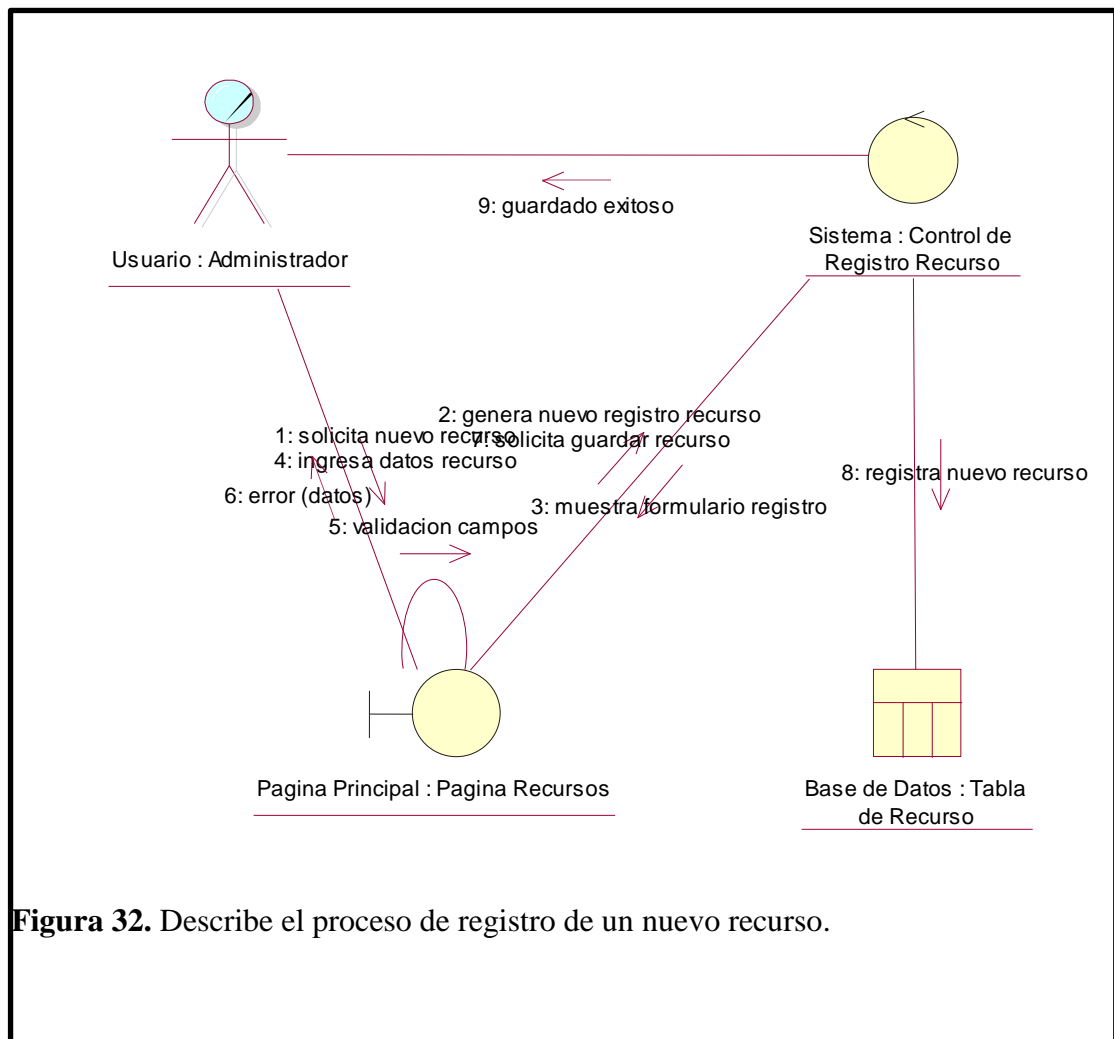 9: guardado exitoso
Sistema : Control de
Registro Recurso
Usuario : Administrador
2: genera nuevo registro recurso
1: solicita nuevo recurso
7: solicita guardar recurso
4: ingresa datos recurso
8: registra nuevo recurso
6: error (datos)
3: muestra formulario registro
5: validacion campos
Pagina Principal : Pagina Recursos
Base de Datos : Tabla
de Recurso
Figura 32. Describe el proceso de registro de un nuevo recurso.